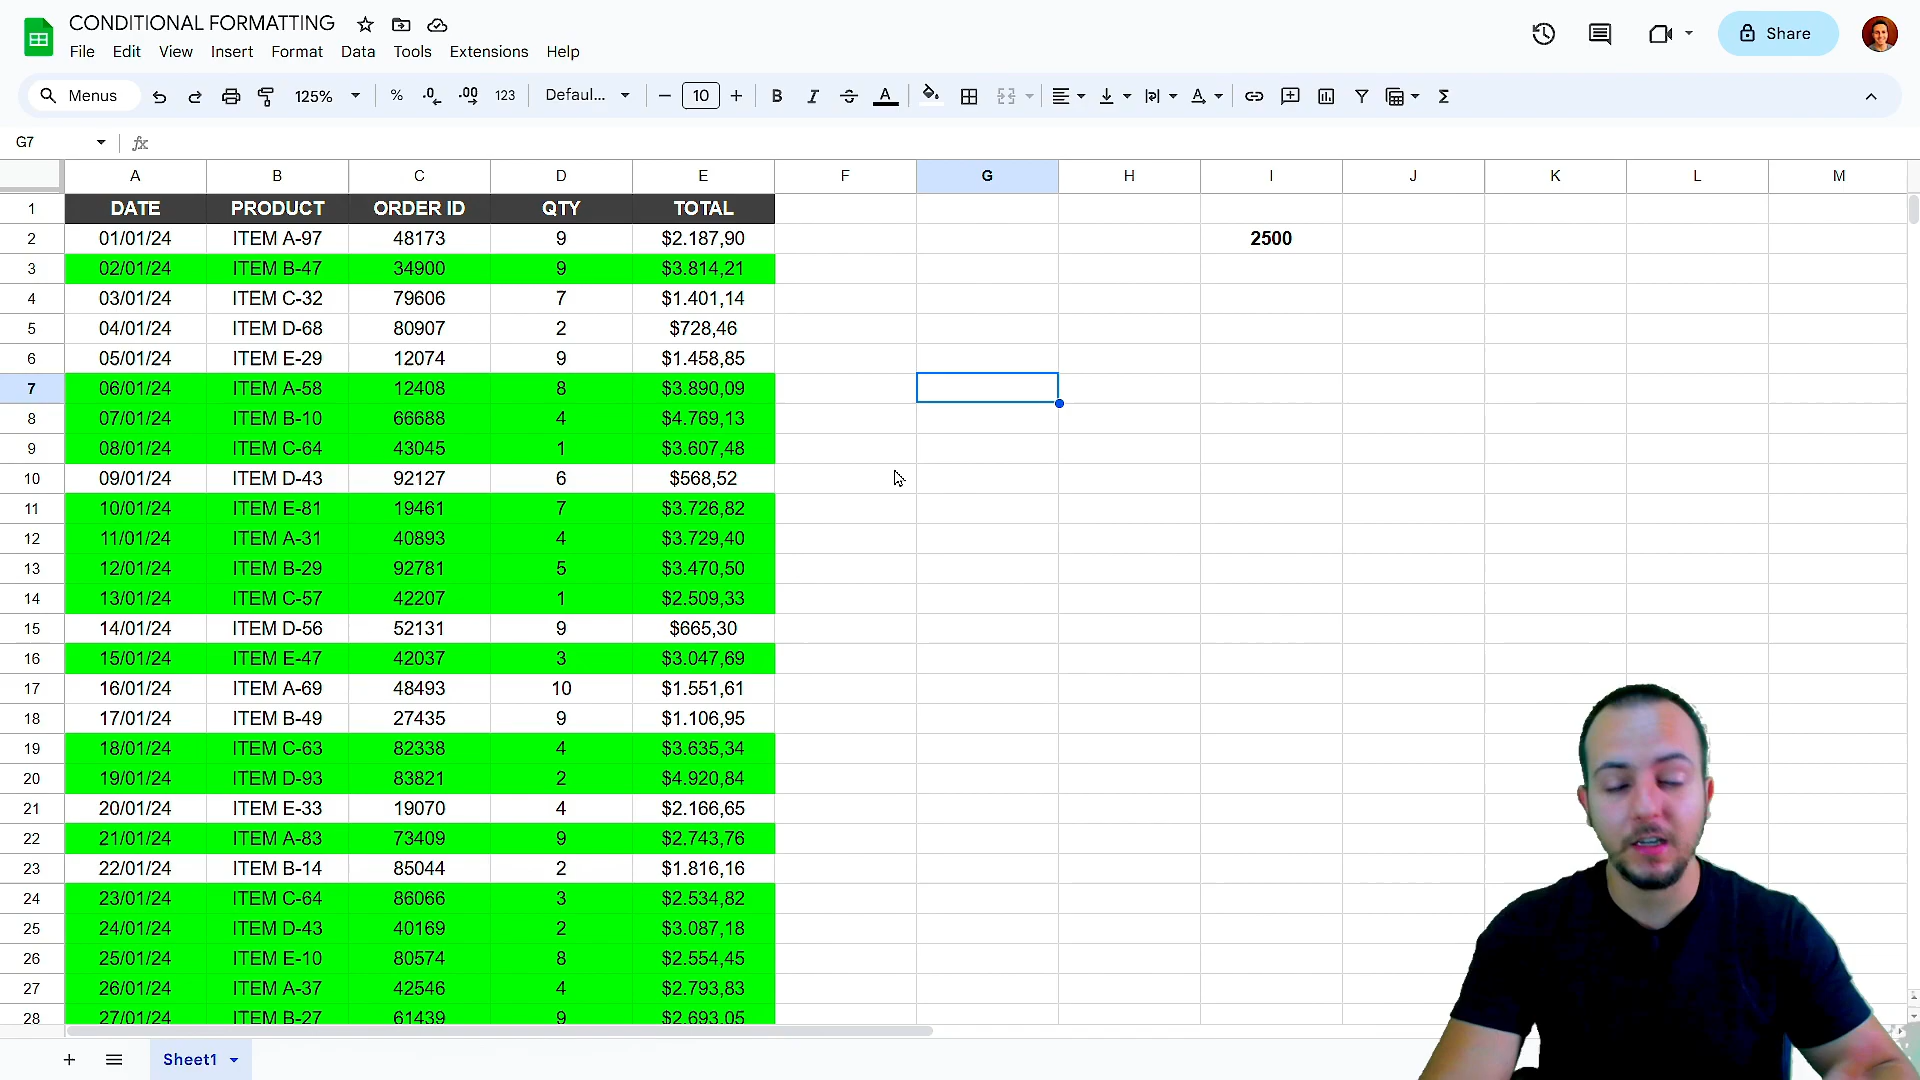 CONDITIONAL FORMATTING
File Edit View Insert Format Data Tools Extensions Help
Share
Menus 125% % .0 .00 123 Defaul... 10 B I A
G7 fx
A B C D E F G H I J K L M
1 DATE PRODUCT ORDER ID QTY TOTAL
2 01/01/24 ITEM A-97 48173 9 $2.187,90 2500
3 02/01/24 ITEM B-47 34900 9 $3.814,21
4 03/01/24 ITEM C-32 79606 7 $1.401,14
5 04/01/24 ITEM D-68 80907 2 $728,46
6 05/01/24 ITEM E-29 12074 9 $1.458,85
7 06/01/24 ITEM A-58 12408 8 $3.890,09
8 07/01/24 ITEM B-10 66688 4 $4.769,13
9 08/01/24 ITEM C-64 43045 1 $3.607,48
10 09/01/24 ITEM D-43 92127 6 $568,52
11 10/01/24 ITEM E-81 19461 7 $3.726,82
12 11/01/24 ITEM A-31 40893 4 $3.729,40
13 12/01/24 ITEM B-29 92781 5 $3.470,50
14 13/01/24 ITEM C-57 42207 1 $2.509,33
15 14/01/24 ITEM D-56 52131 9 $665,30
16 15/01/24 ITEM E-47 42037 3 $3.047,69
17 16/01/24 ITEM A-69 48493 10 $1.551,61
18 17/01/24 ITEM B-49 27435 9 $1.106,95
19 18/01/24 ITEM C-63 82338 4 $3.635,34
20 19/01/24 ITEM D-93 83821 2 $4.920,84
21 20/01/24 ITEM E-33 19070 4 $2.166,65
22 21/01/24 ITEM A-83 73409 9 $2.743,76
23 22/01/24 ITEM B-14 85044 2 $1.816,16
24 23/01/24 ITEM C-64 86066 3 $2.534,82
25 24/01/24 ITEM D-43 40169 2 $3.087,18
26 25/01/24 ITEM E-10 80574 8 $2.554,45
27 26/01/24 ITEM A-37 42546 4 $2.793,83
28 27/01/24 ITEM B-27 61439 9 $2.693,05
Sheet1